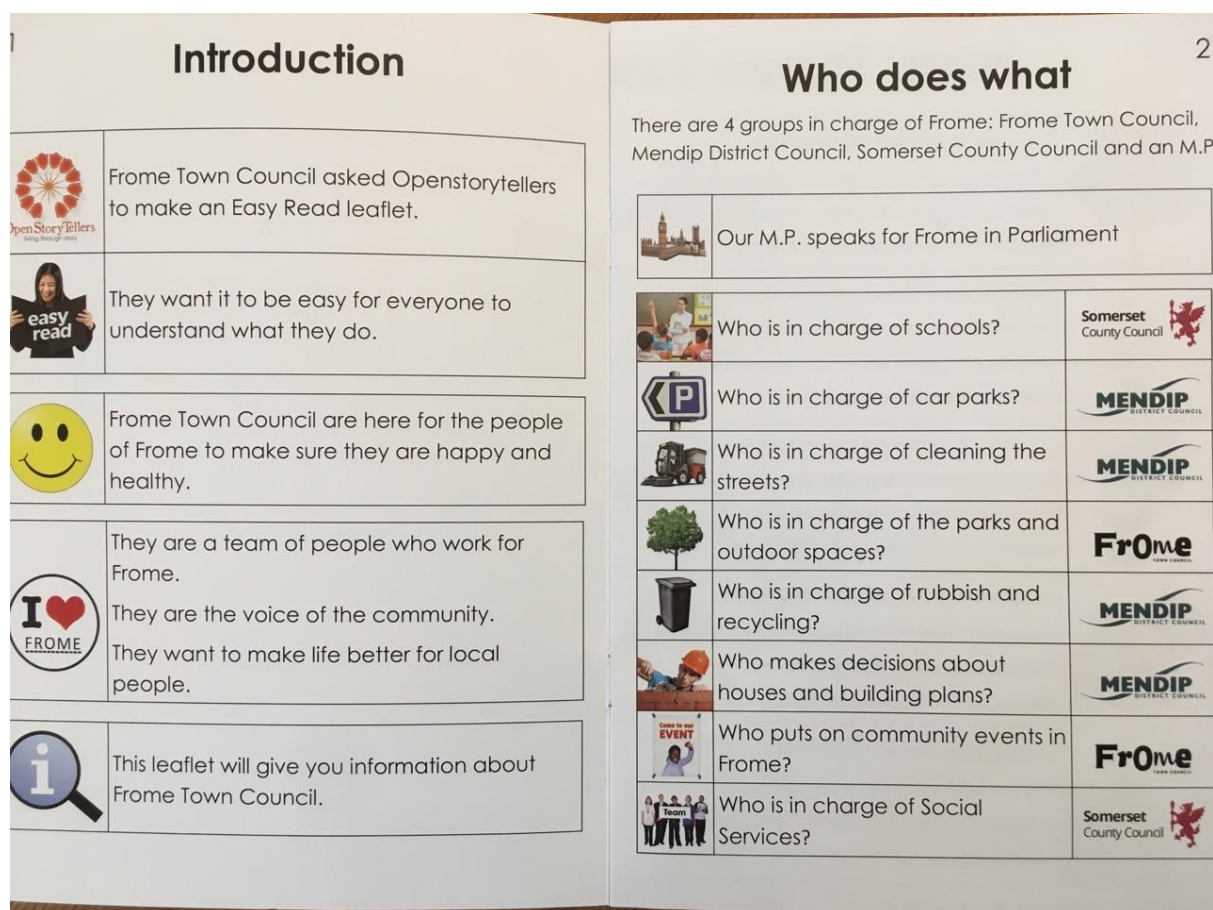 Introduction
OpenStoryTellers
living through story
Frome Town Council asked Openstorytellers
to make an Easy Read leaflet.
easy
read
They want it to be easy for everyone to
understand what they do.
Frome Town Council are here for the people
of Frome to make sure they are happy and
healthy.
I
FROME
They are a team of people who work for
Frome.
They are the voice of the community.
They want to make life better for local
people.
i
This leaflet will give you information about
Frome Town Council.
2
Who does what
There are 4 groups in charge of Frome: Frome Town Council,
Mendip District Council, Somerset County Council and an M.P
Our M.P. speaks for Frome in Parliament
Who is in charge of schools?
Somerset
County Council
P
Who is in charge of car parks?
MENDIP
DISTRICT COUNCIL
Who is in charge of cleaning the
streets?
MENDIP
DISTRICT COUNCIL
Who is in charge of the parks and
outdoor spaces?
FrOme
TOWN COUNCIL
Who is in charge of rubbish and
recycling?
MENDIP
DISTRICT COUNCIL
Who makes decisions about
houses and building plans?
MENDIP
DISTRICT COUNCIL
Come to our
EVENT
Who puts on community events in
Frome?
FrOme
TOWN COUNCIL
Team
Who is in charge of Social
Services?
Somerset
County Council